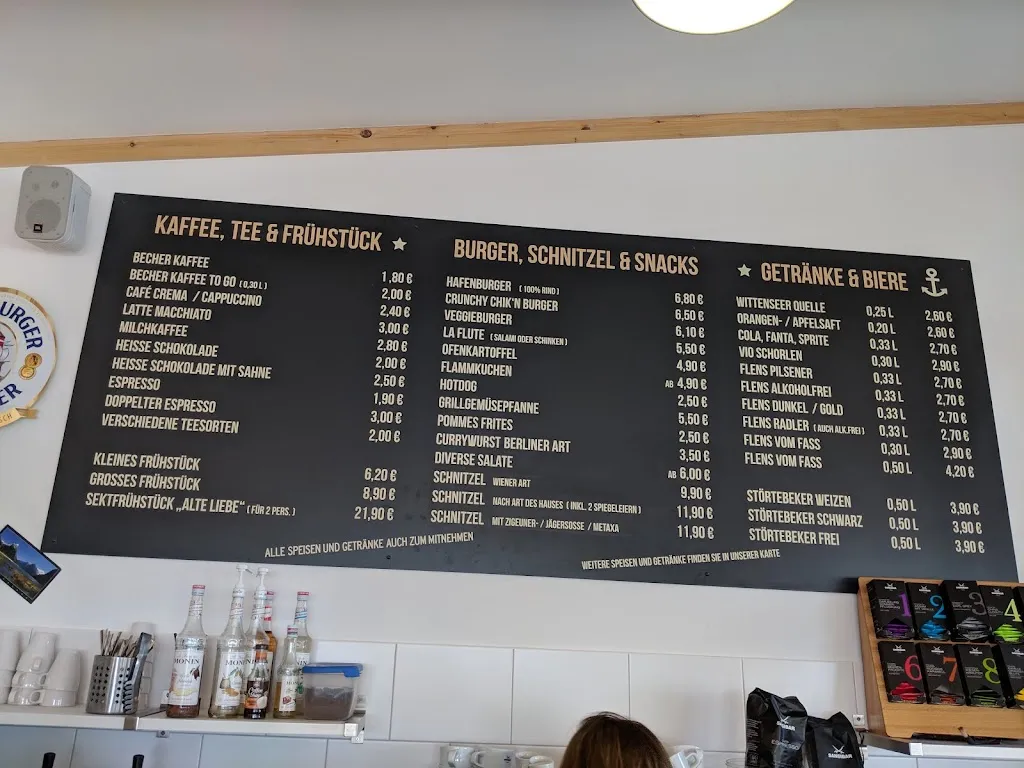 KAFFEE, TEE & FRÜHSTÜCK
BECHER KAFFEE 1,80 €
BECHER KAFFEE TO GO (0,30 L) 2,00 €
CAFÉ CREMA / CAPPUCCINO 2,40 €
LATTE MACCHIATO 3,00 €
MILCHKAFFEE 2,80 €
HEISSE SCHOKOLADE 2,00 €
HEISSE SCHOKOLADE MIT SAHNE 2,50 €
ESPRESSO 1,90 €
DOPPELTER ESPRESSO 3,00 €
VERSCHIEDENE TEESORTEN 2,00 €
KLEINES FRÜHSTÜCK 6,20 €
GROSSES FRÜHSTÜCK 8,90 €
SEKTFRÜHSTÜCK „ALTE LIEBE“ (FÜR 2 PERS.) 21,90 €
ALLE SPEISEN UND GETRÄNKE AUCH ZUM MITNEHMEN
BURGER, SCHNITZEL & SNACKS
HAFENBURGER (100% RIND) 6,80 €
CRUNCHY CHIK'N BURGER 6,50 €
VEGGIEBURGER 6,10 €
LA FLUTE (SALAMI ODER SCHINKEN) 5,50 €
OFENKARTOFFEL 4,90 €
FLAMMKUCHEN AB 4,90 €
HOTDOG 2,50 €
GRILLGEMÜSEPFANNE 5,50 €
POMMES FRITES 2,50 €
CURRYWURST BERLINER ART 3,50 €
DIVERSE SALATE AB 6,00 €
SCHNITZEL WIENER ART 9,90 €
SCHNITZEL NACH ART DES HAUSES (INKL. 2 SPIEGELEIERN) 11,90 €
SCHNITZEL MIT ZIGEUNER- / JÄGERSOSSE / METAXA 11,90 €
WEITERE SPEISEN UND GETRÄNKE FINDEN SIE IN UNSERER KARTE
GETRÄNKE & BIERE
WITTENSEER QUELLE 0,25 L 2,60 €
ORANGEN- / APFELSAFT 0,20 L 2,60 €
COLA, FANTA, SPRITE 0,33 L 2,70 €
VIO SCHORLEN 0,30 L 2,90 €
FLENS PILSENER 0,33 L 2,70 €
FLENS ALKOHOLFREI 0,33 L 2,70 €
FLENS DUNKEL / GOLD 0,33 L 2,70 €
FLENS RADLER (AUCH ALK.FREI) 0,33 L 2,70 €
FLENS VOM FASS 0,30 L 2,90 €
FLENS VOM FASS 0,50 L 4,20 €
STÖRTEBEKER WEIZEN 0,50 L 3,90 €
STÖRTEBEKER SCHWARZ 0,50 L 3,90 €
STÖRTEBEKER FREI 0,50 L 3,90 €
JBL
MONIN
MONIN
1
2
3
4
6
7
8
SANSIBAR
ESPRESSO
SANSIBAR